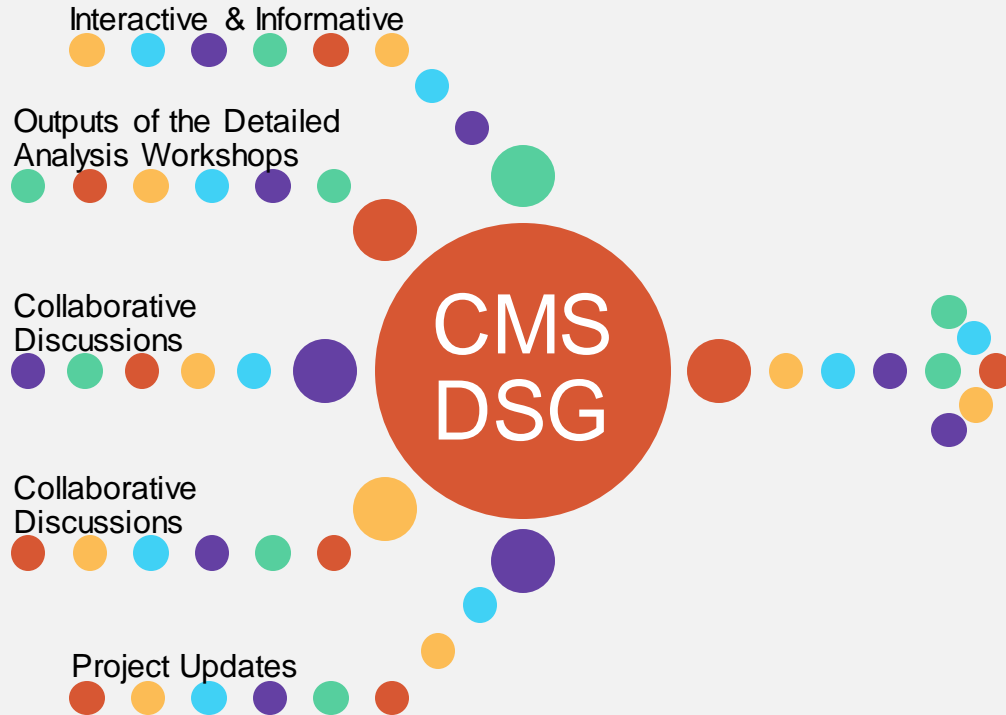 Interactive & Informative
Outputs of the Detailed
Analysis Workshops
Collaborative
Discussions
CMS
DSG
Collaborative
Discussions
Project Updates